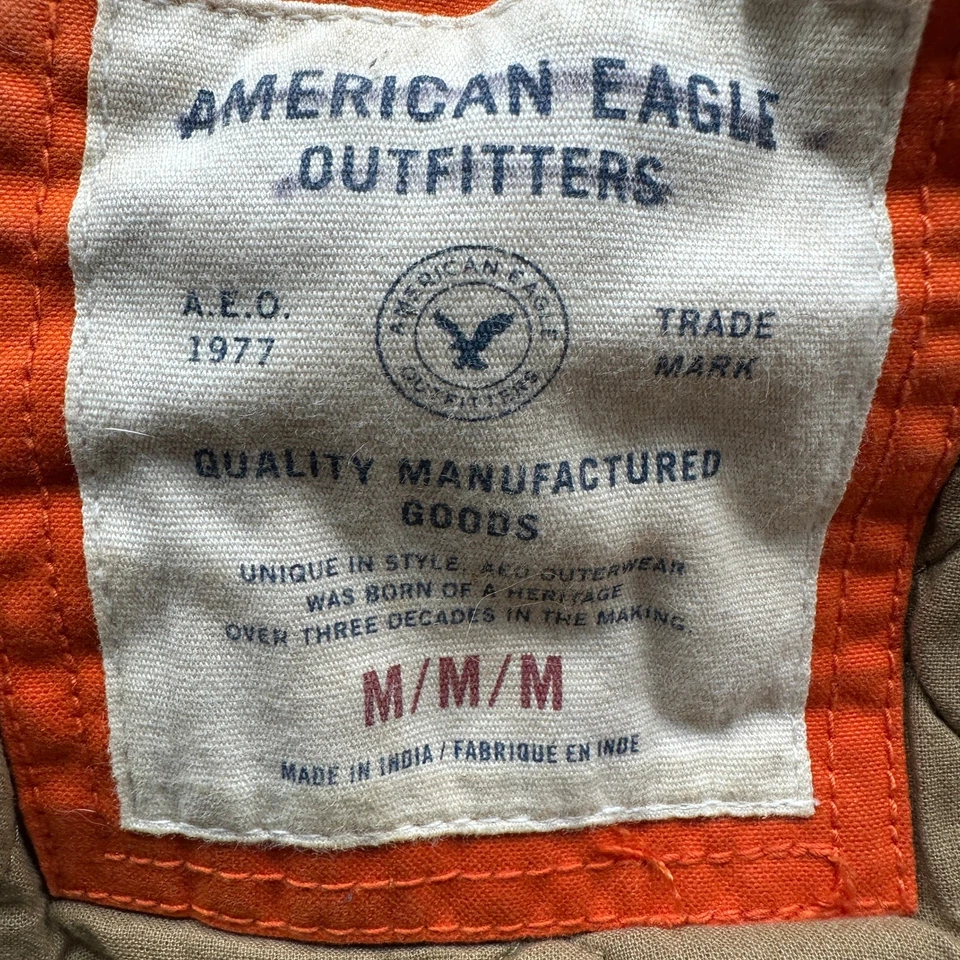 AMERICAN EAGLE
OUTFITTERS
A.E.O.
1977
AMERICAN EAGLE
OUTFITTERS
TRADE
MARK
QUALITY MANUFACTURED
GOODS
UNIQUE IN STYLE. AEO OUTERWEAR
WAS BORN OF A HERITAGE
OVER THREE DECADES IN THE MAKING.
M/M/M
MADE IN INDIA / FABRIQUE EN INDE